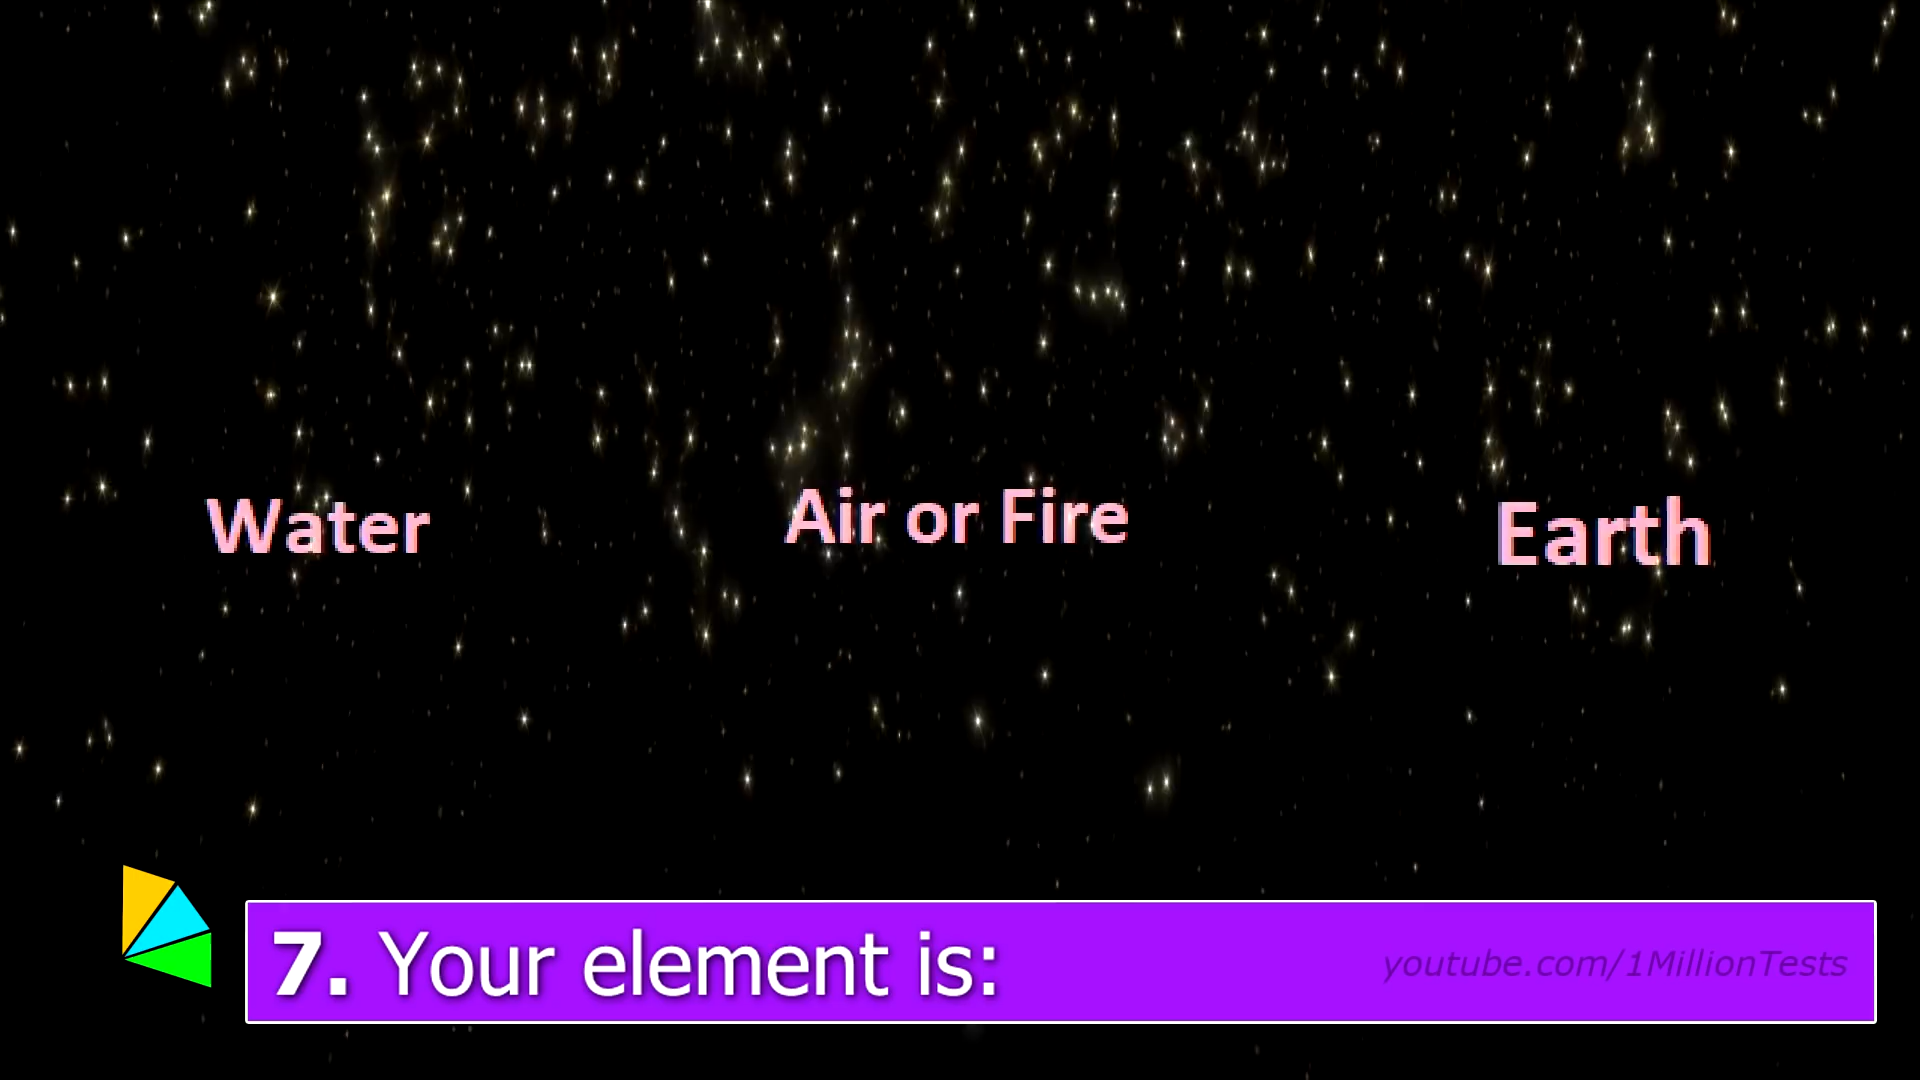 Water
Air or Fire
Earth
7. Your element is:
youtube.com/1MillionTests